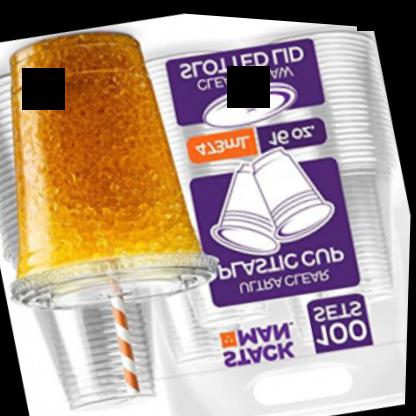 STACK
MAN.
100
SETS
ULTRA CLEAR
PLASTIC CUP
473mL
16 oz.
SLOTTED LID